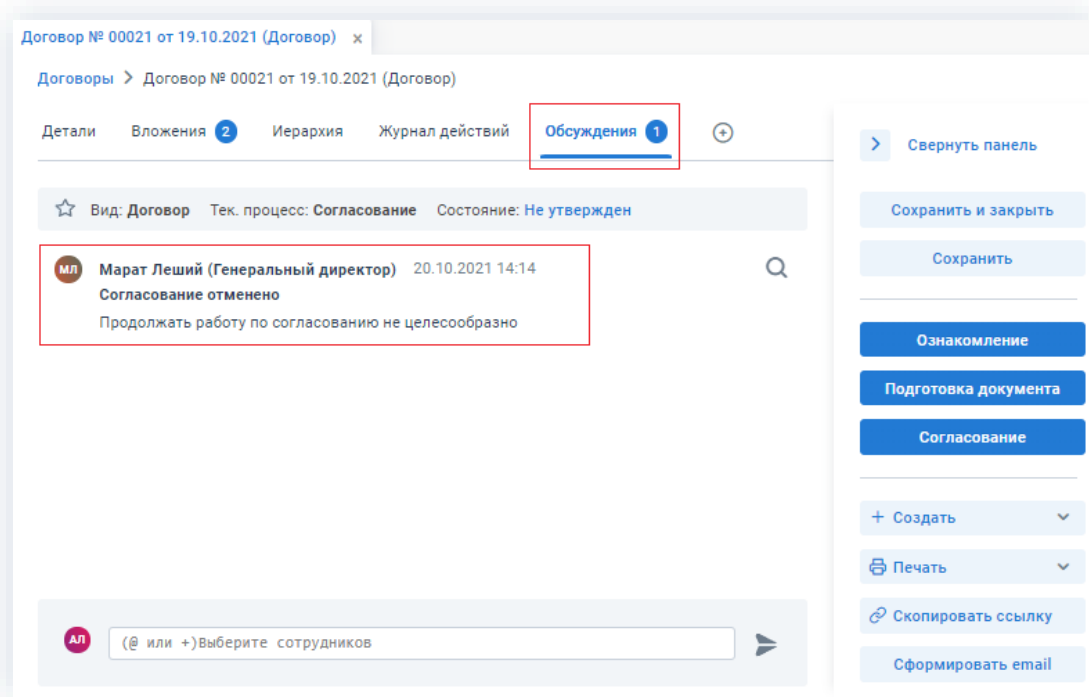 Договор № 00021 от 19.10.2021 (Договор) x
Договоры > Договор № 00021 от 19.10.2021 (Договор)
Детали Вложения 2 Иерархия Журнал действий Обсуждения 1
Вид: Договор Тек. процесс: Согласование Состояние: Не утвержден
МЛ Марат Леший (Генеральный директор) 20.10.2021 14:14
Согласование отменено
Продолжать работу по согласованию не целесообразно
АЛ (@ или +)Выберите сотрудников
Свернуть панель
Сохранить и закрыть
Сохранить
Ознакомление
Подготовка документа
Согласование
+ Создать
Печать
Скопировать ссылку
Сформировать email